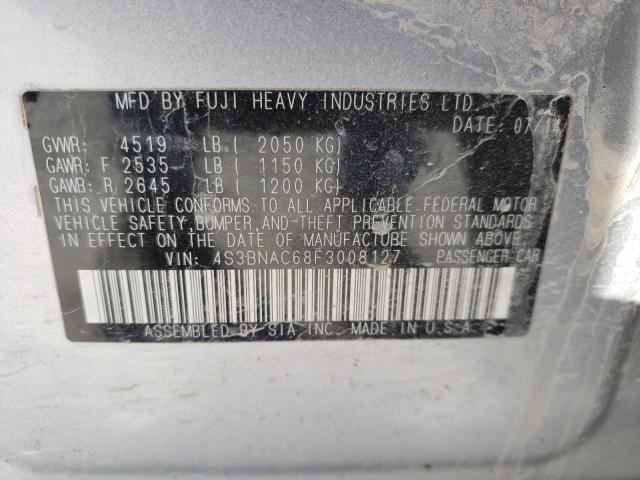 MFD BY FUJI HEAVY INDUSTRIES LTD.
DATE: 07/14
GVWR: 4519 LB ( 2050 KG)
GAWR: F 2535 LB ( 1150 KG)
GAWR: R 2645 LB ( 1200 KG)
THIS VEHICLE CONFORMS TO ALL APPLICABLE FEDERAL MOTOR
VEHICLE SAFETY, BUMPER, AND THEFT PREVENTION STANDARDS
IN EFFECT ON THE DATE OF MANUFACTURE SHOWN ABOVE.
VIN: 4S3BNAC68F3008127 PASSENGER CAR
ASSEMBLED BY SIA, INC. MADE IN U.S.A.